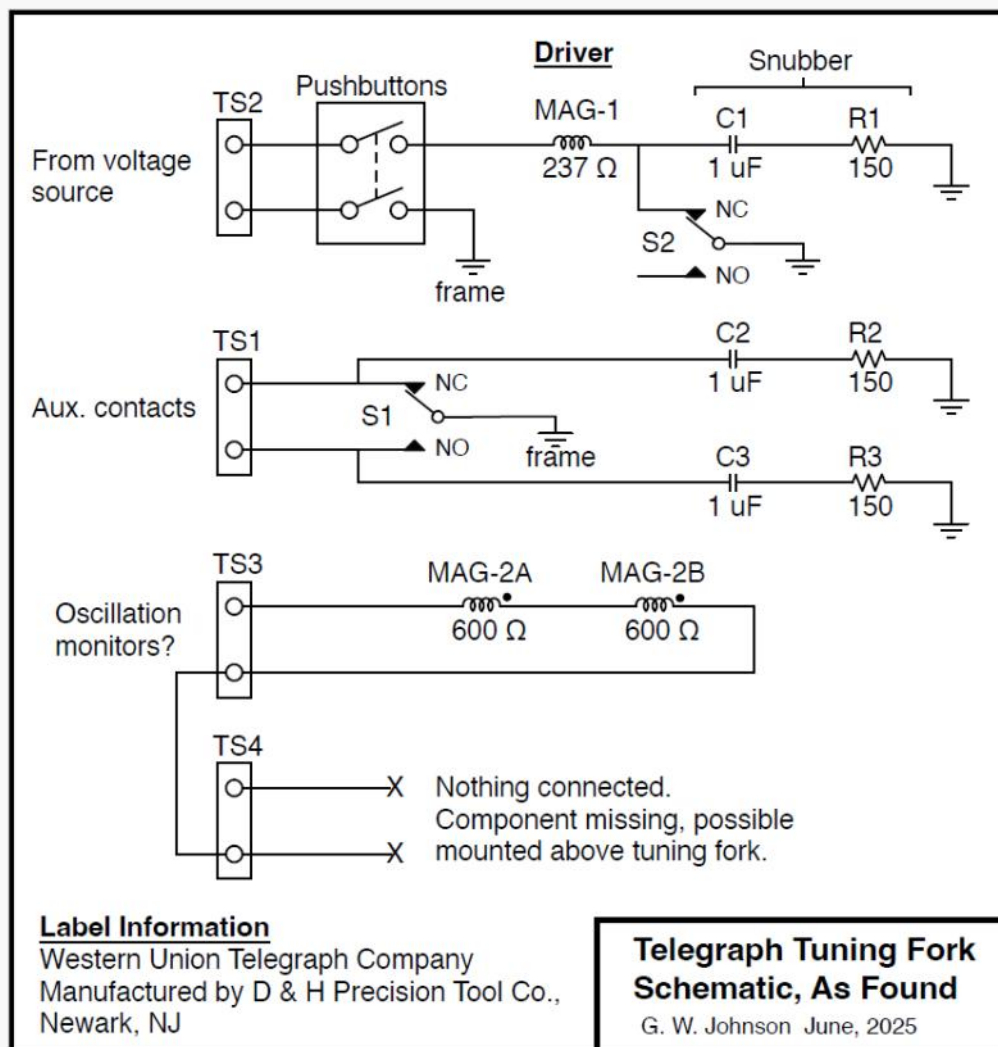 Driver
Snubber
Pushbuttons
TS2
MAG-1
C1
R1
From voltage
source
237 Ω
1 uF
150
NC
S2
NO
frame
TS1
C2
R2
Aux. contacts
NC
1 uF
150
S1
NO
frame
C3
R3
1 uF
150
TS3
MAG-2A
MAG-2B
Oscillation
monitors?
600 Ω
600 Ω
TS4
X Nothing connected.
Component missing, possible
X mounted above tuning fork.
Label Information
Western Union Telegraph Company
Manufactured by D & H Precision Tool Co.,
Newark, NJ
Telegraph Tuning Fork
Schematic, As Found
G. W. Johnson June, 2025